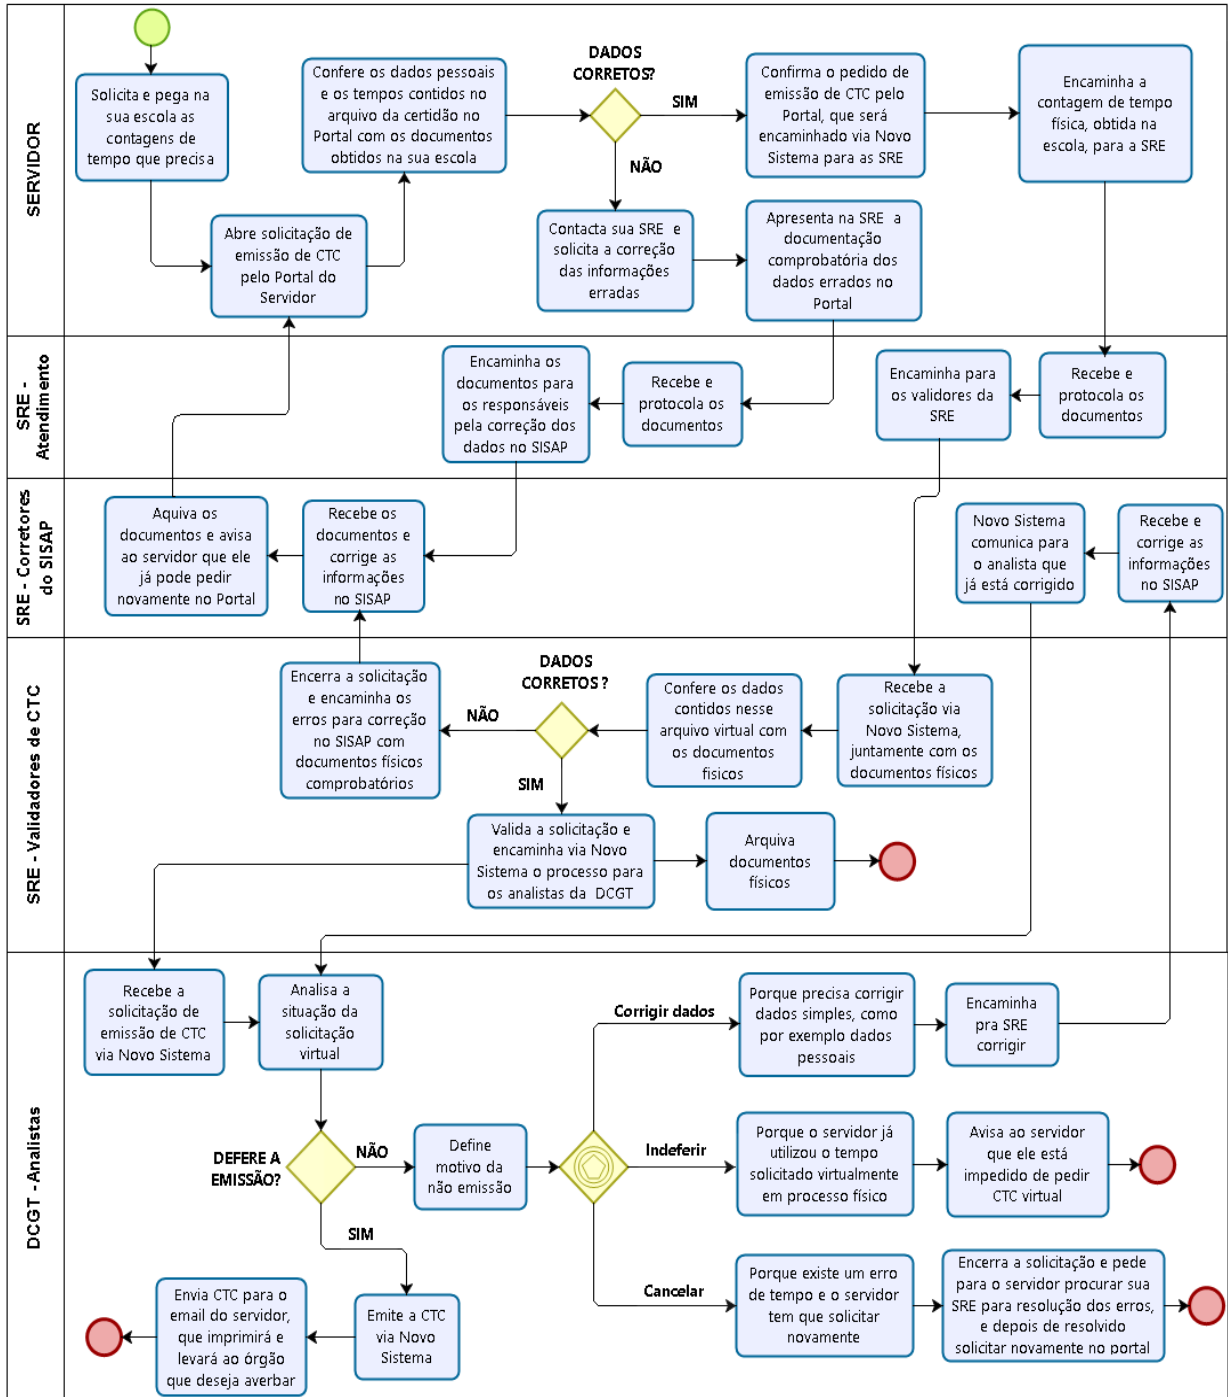 SERVIDOR
Solicita e pega na
sua escola as
contagens de
tempo que precisa
Abre solicitação de
emissão de CTC
pelo Portal do
Servidor
Confere os dados pessoais
e os tempos contidos no
arquivo da certidão no
Portal com os documentos
obtidos na sua escola
DADOS
CORRETOS?
SIM
NÃO
Confirma o pedido de
emissão de CTC pelo
Portal, que será
encaminhado via Novo
Sistema para as SRE
Encaminha a
contagem de tempo
física, obtida na
escola, para a SRE
Contacta sua SRE e
solicita a correção
das informações
erradas
Apresenta na SRE a
documentação
comprobatória dos
dados errados no
Portal
SRE -
Atendimento
Encaminha os
documentos para
os responsáveis
pela correção dos
dados no SISAP
Recebe e
protocola os
documentos
Encaminha para
os validores da
SRE
Recebe e
protocola os
documentos
SRE - Corretores
do SISAP
Aquiva os
documentos e avisa
ao servidor que ele
já pode pedir
novamente no Portal
Recebe os
documentos e
corrige as
informações
no SISAP
Novo Sistema
comunica para
o analista que
já está corrigido
Recebe e
corrige as
informações
no SISAP
SRE - Validadores de CTC
Encerra a solicitação
e encaminha os
erros para correção
no SISAP com
documentos físicos
comprobatórios
NÃO
DADOS
CORRETOS ?
SIM
Confere os dados
contidos nesse
arquivo virtual com
os documentos
fisicos
Recebe a
solicitação via
Novo Sistema,
juntamente com os
documentos físicos
Valida a solicitação e
encaminha via Novo
Sistema o processo para
os analistas da DCGT
Arquiva
documentos
físicos
DCGT - Analistas
Recebe a
solicitação de
emissão de CTC
via Novo Sistema
Analisa a
situação da
solicitação
virtual
DEFERE A
EMISSÃO?
NÃO
SIM
Define
motivo da
não emissão
Corrigir dados
Porque precisa corrigir
dados simples, como
por exemplo dados
pessoais
Encaminha
pra SRE
corrigir
Indeferir
Porque o servidor já
utilizou o tempo
solicitado virtualmente
em processo físico
Avisa ao servidor
que ele está
impedido de pedir
CTC virtual
Cancelar
Porque existe um erro
de tempo e o servidor
tem que solicitar
novamente
Encerra a solicitação e pede
para o servidor procurar sua
SRE para resolução dos erros,
e depois de resolvido
solicitar novamente no portal
Emite a CTC
via Novo
Sistema
Envia CTC para o
email do servidor,
que imprimirá e
levará ao órgão
que deseja averbar